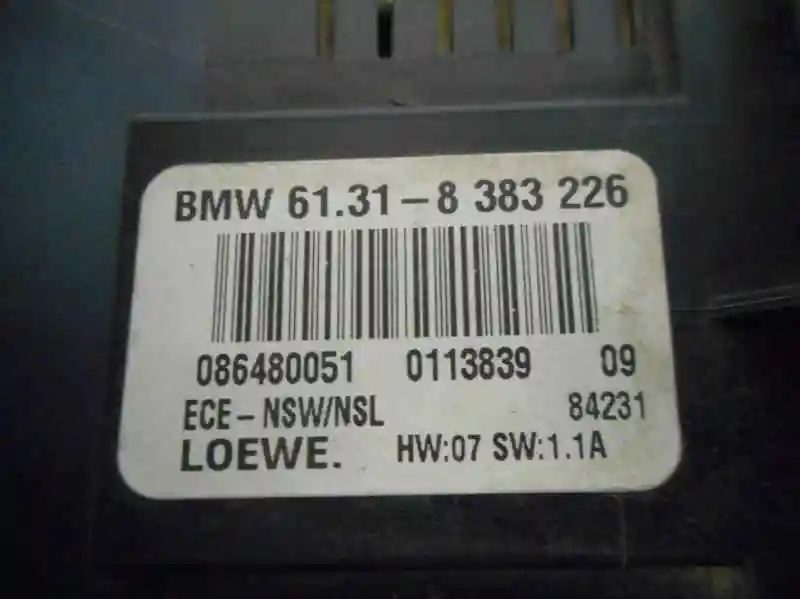 BMW 61.31-8 383 226
086480051 0113839 09
ECE-NSW/NSL 84231
LOEWE. HW:07 SW:1.1A